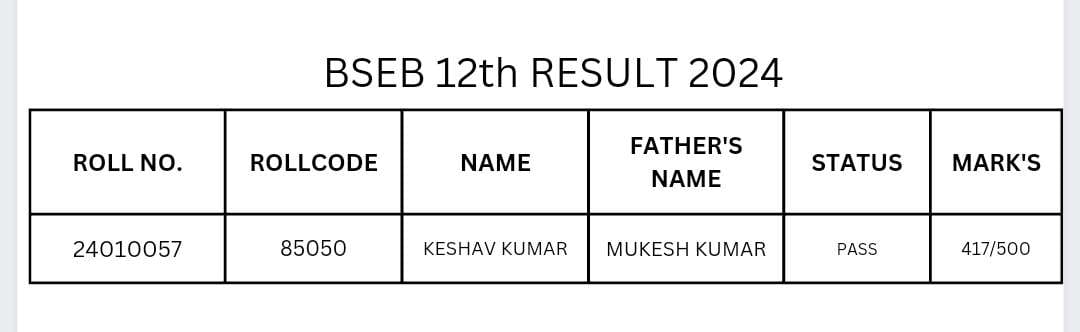 BSEB 12th RESULT 2024
ROLL NO. ROLLCODE NAME FATHER'S NAME STATUS MARK'S
24010057 85050 KESHAV KUMAR MUKESH KUMAR PASS 417/500